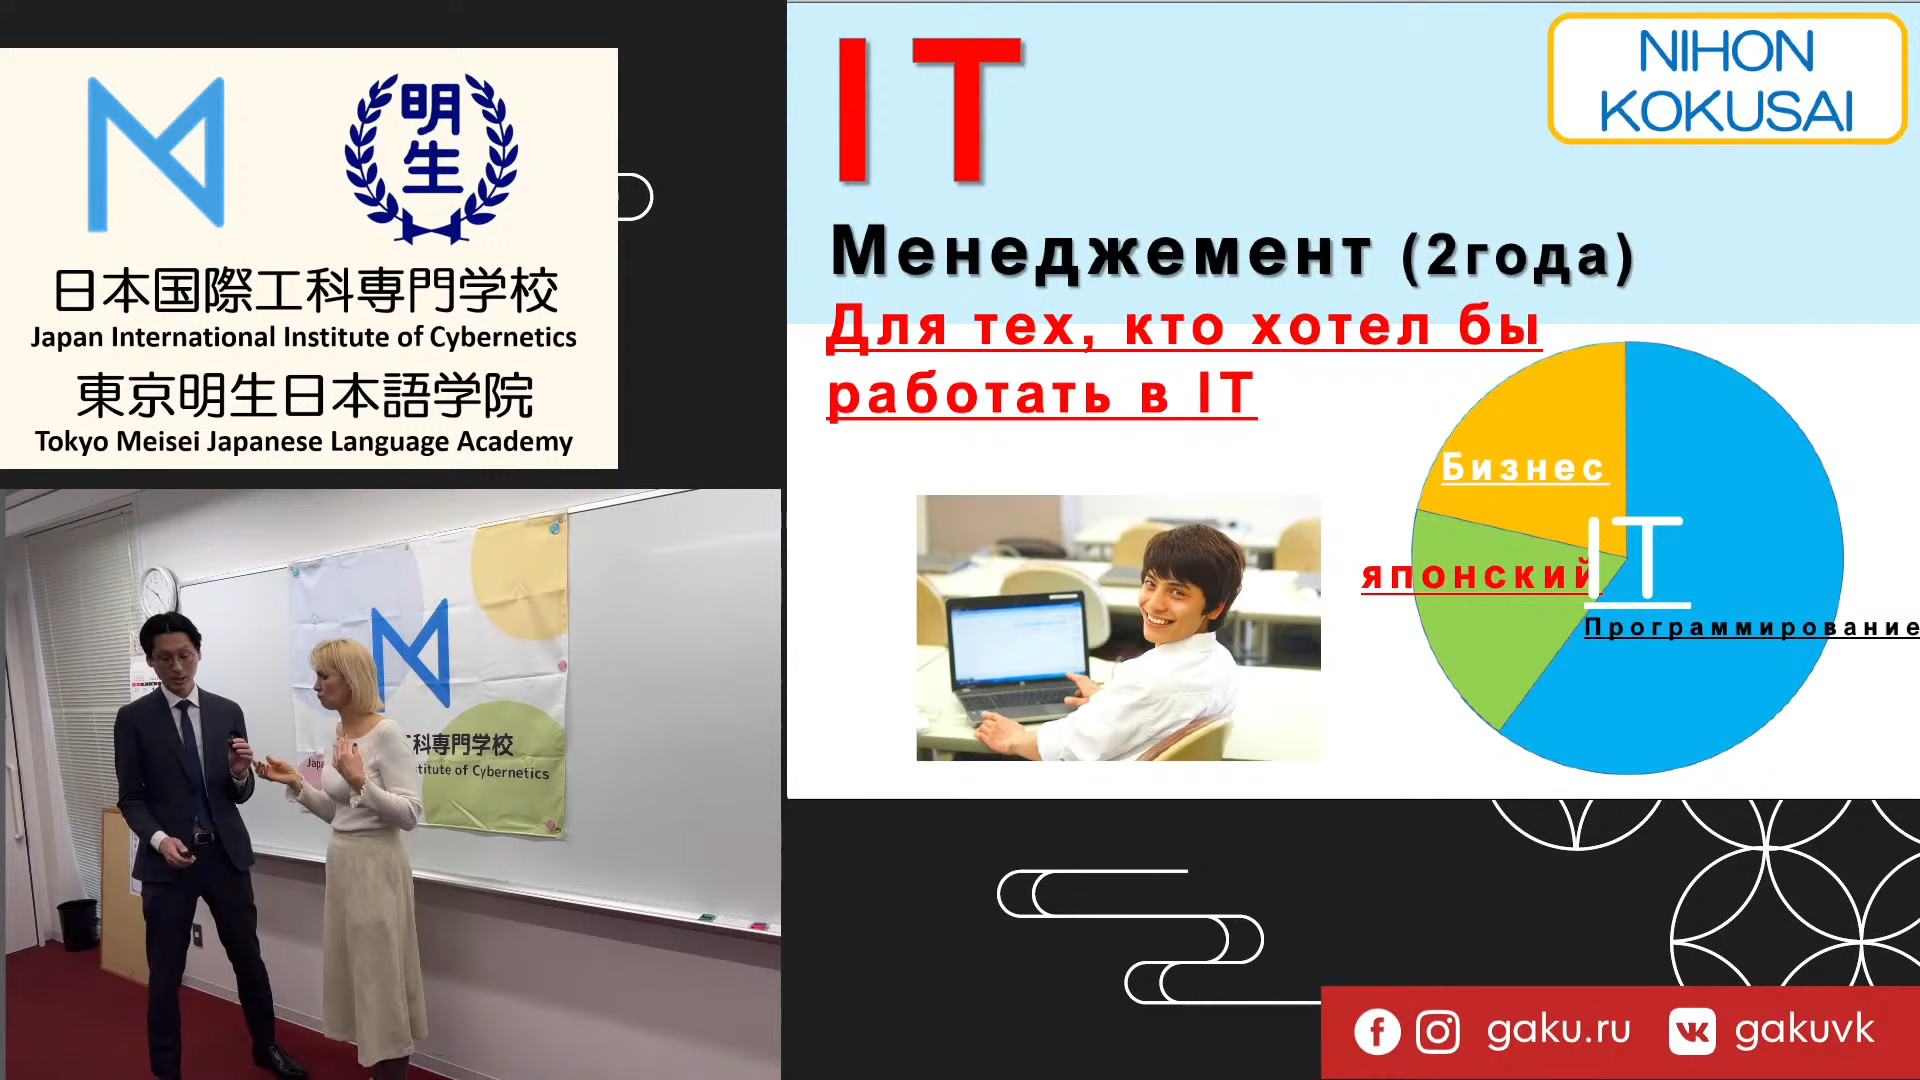 明
生
日本国際工科専門学校
Japan International Institute of Cybernetics
東京明生日本語学院
Tokyo Meisei Japanese Language Academy
科専門学校
Japa
titute of Cybernetics
IT
NIHON
KOKUSAI
Менеджемент (2года)
Для тех, кто хотел бы
работать в IT
Бизнес
IT
японский
Программирование
gaku.ru
gakuvk